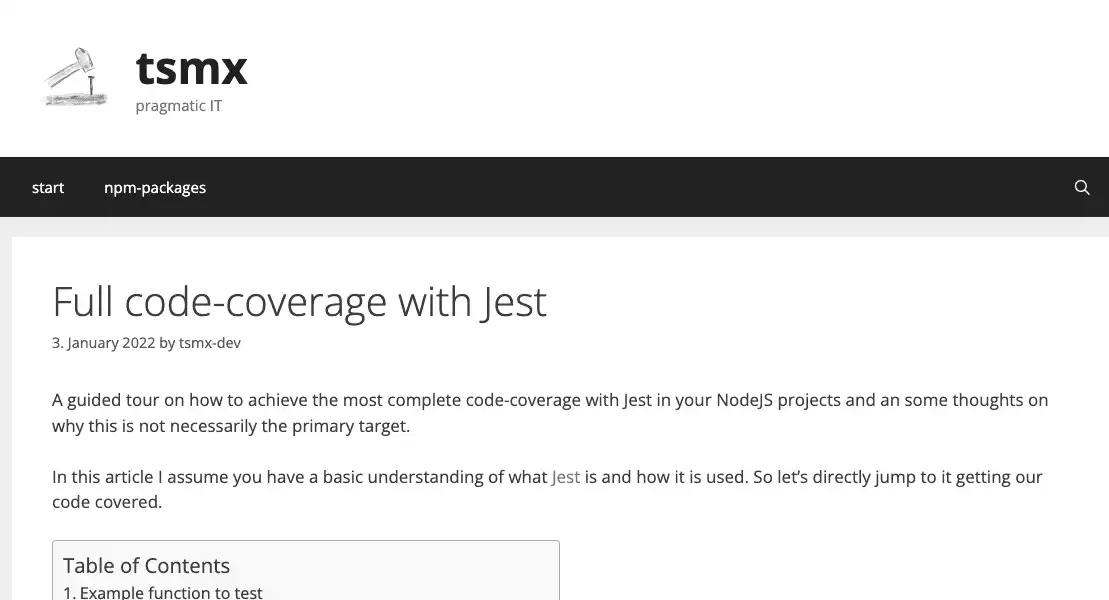 tsmx
pragmatic IT
start
npm-packages
Full code-coverage with Jest
3. January 2022 by tsmx-dev
A guided tour on how to achieve the most complete code-coverage with Jest in your NodeJS projects and an some thoughts on
why this is not necessarily the primary target.
In this article I assume you have a basic understanding of what Jest is and how it is used. So let’s directly jump to it getting our
code covered.
Table of Contents
1. Example function to test